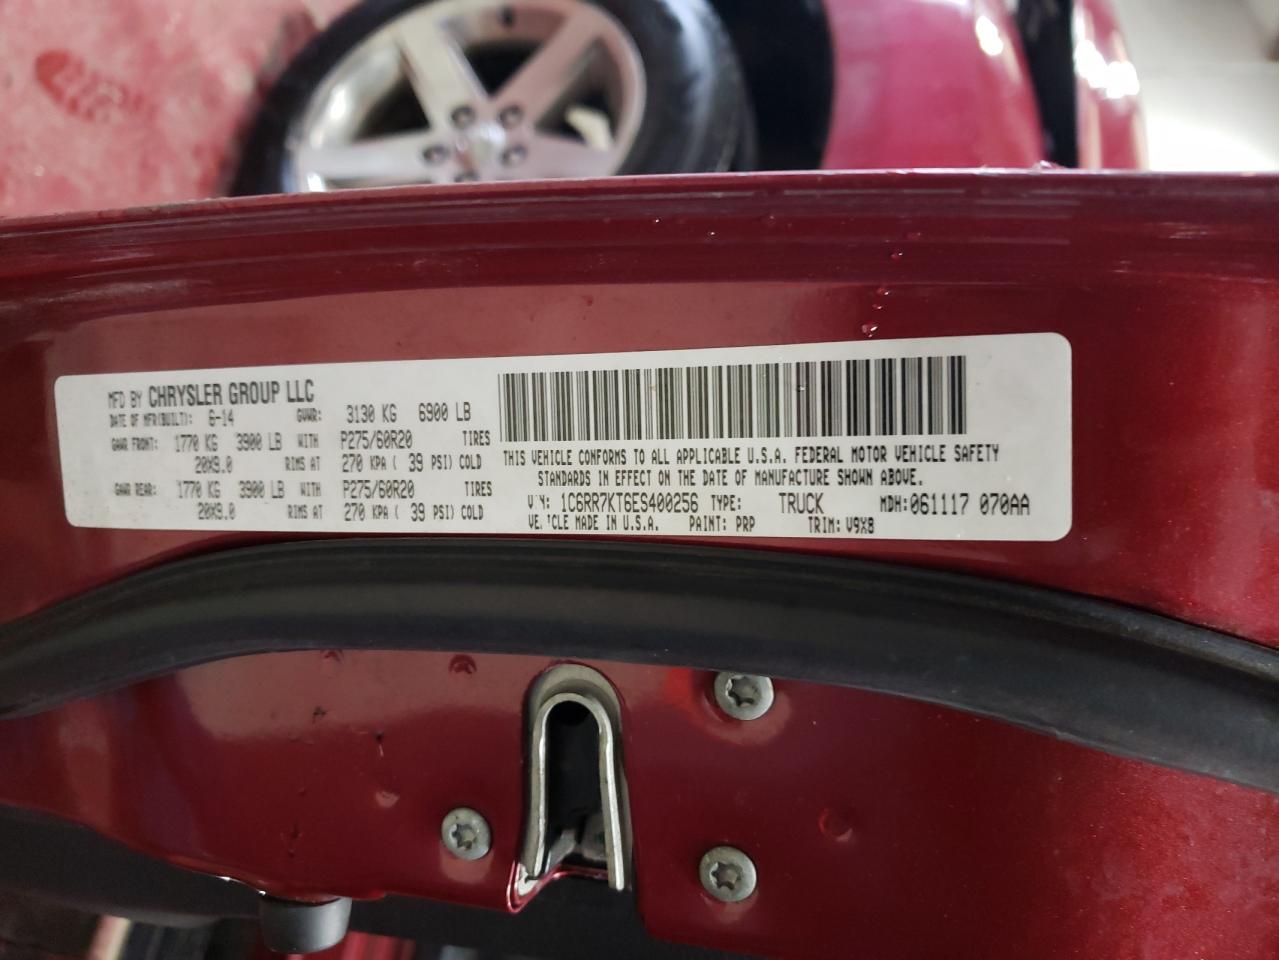 MFD BY CHRYSLER GROUP LLC
DATE OF MFR(BUILT): 6-14 GVWR: 3130 KG 6900 LB
GAWR FRONT: 1770 KG 3900 LB WITH P275/60R20 TIRES
20X9.0 RIMS AT 270 KPA ( 39 PSI) COLD
GAWR REAR: 1770 KG 3900 LB WITH P275/60R20 TIRES
20X9.0 RIMS AT 270 KPA ( 39 PSI) COLD
THIS VEHICLE CONFORMS TO ALL APPLICABLE U.S.A. FEDERAL MOTOR VEHICLE SAFETY
STANDARDS IN EFFECT ON THE DATE OF MANUFACTURE SHOWN ABOVE.
1C6RR7KT6ES400256 TYPE: TRUCK MDH: 061117 070AA
MADE IN U.S.A. PAINT: PRP TRIM: V9X8